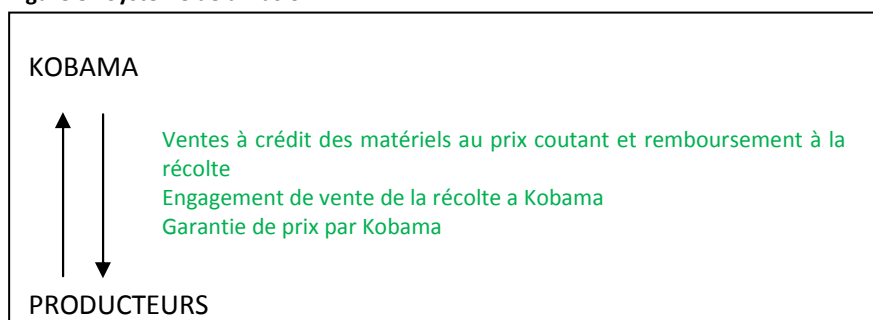 KOBAMA
Ventes à crédit des matériels au prix coutant et remboursement à la
récolte
Engagement de vente de la récolte a Kobama
Garantie de prix par Kobama
PRODUCTEURS